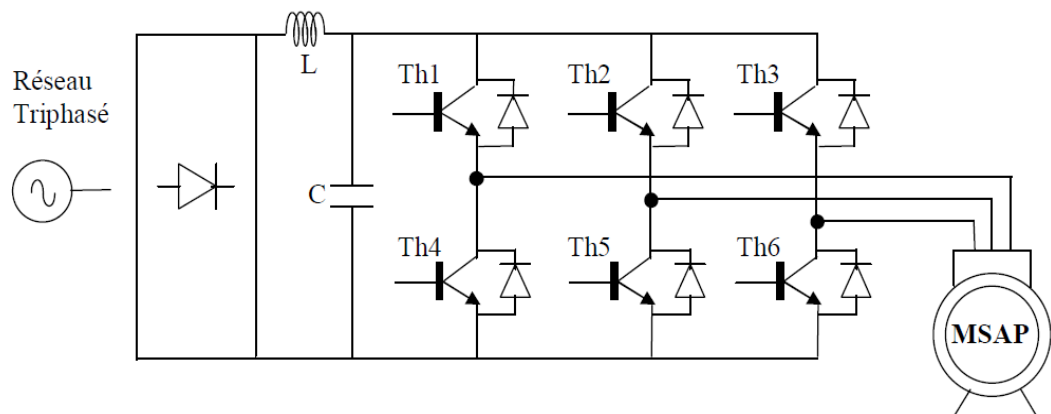 Réseau
Triphasé
L
C
Th1
Th2
Th3
Th4
Th5
Th6
MSAP